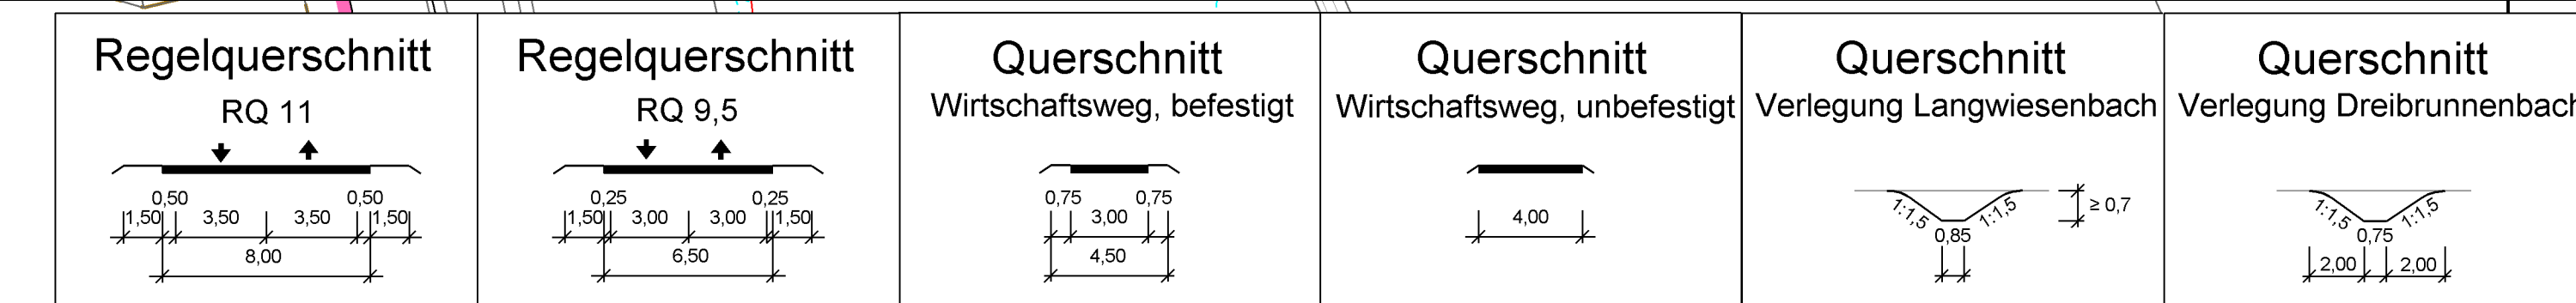 Regelquerschnitt
RQ 11
0,50 0,50
1,50 3,50 3,50 1,50
8,00
Regelquerschnitt
RQ 9,5
0,25 0,25
1,50 3,00 3,00 1,50
6,50
Querschnitt
Wirtschaftsweg, befestigt
0,75 0,75
3,00
4,50
Querschnitt
Wirtschaftsweg, unbefestigt
4,00
Querschnitt
Verlegung Langwiesenbach
1:1,5 1:1,5 ≥ 0,7
0,85
Querschnitt
Verlegung Dreibrunnenbach
1:1,5 1:1,5
0,75
2,00 2,00